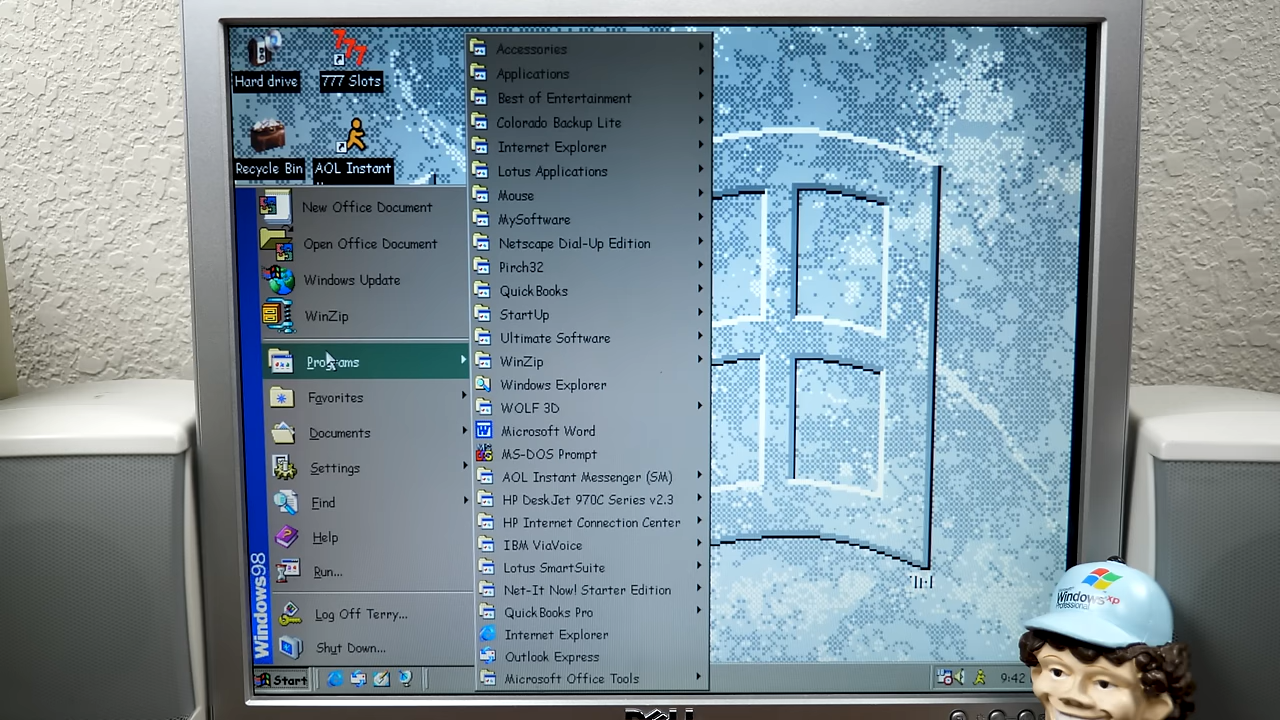 Hard drive
777
777 Slots
Recycle Bin
AOL Instant
New Office Document
Open Office Document
Windows Update
WinZip
Programs
Favorites
Documents
Settings
Find
Help
Run...
Log Off Terry...
Shut Down...
Windows98
Accessories
Applications
Best of Entertainment
Colorado Backup Lite
Internet Explorer
Lotus Applications
Mouse
MySoftware
Netscape Dial-Up Edition
Pirch32
QuickBooks
StartUp
Ultimate Software
WinZip
Windows Explorer
WOLF 3D
Microsoft Word
MS-DOS Prompt
AOL Instant Messenger (SM)
HP DeskJet 970C Series v2.3
HP Internet Connection Center
IBM ViaVoice
Lotus SmartSuite
Net-It Now! Starter Edition
QuickBooks Pro
Internet Explorer
Outlook Express
Microsoft Office Tools
Start
9:42
DELL
Windows xp
Professional